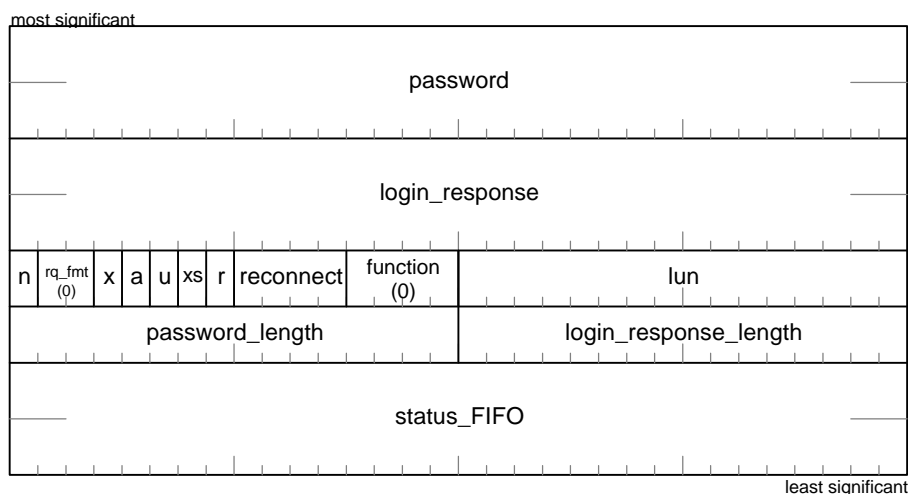 most significant
password
login_response
n rq_fmt (0) x a u xs r reconnect function (0) lun
password_length login_response_length
status_FIFO
least significant